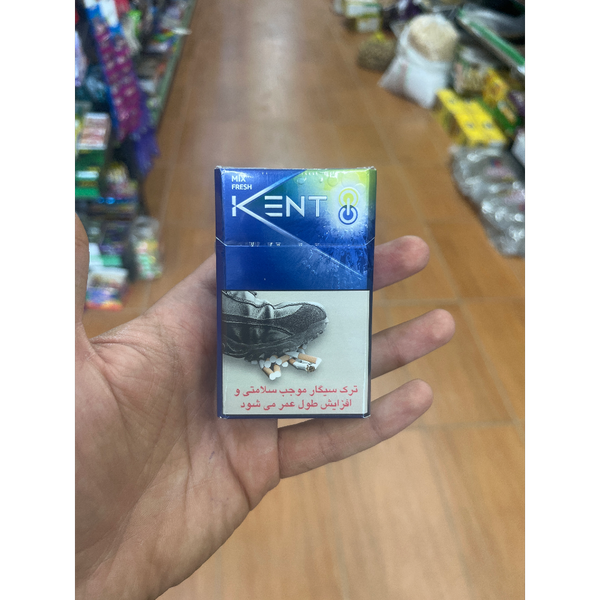 MIX
FRESH
KENT
ترک سیگار موجب سلامتی و
افزایش طول عمر می شود